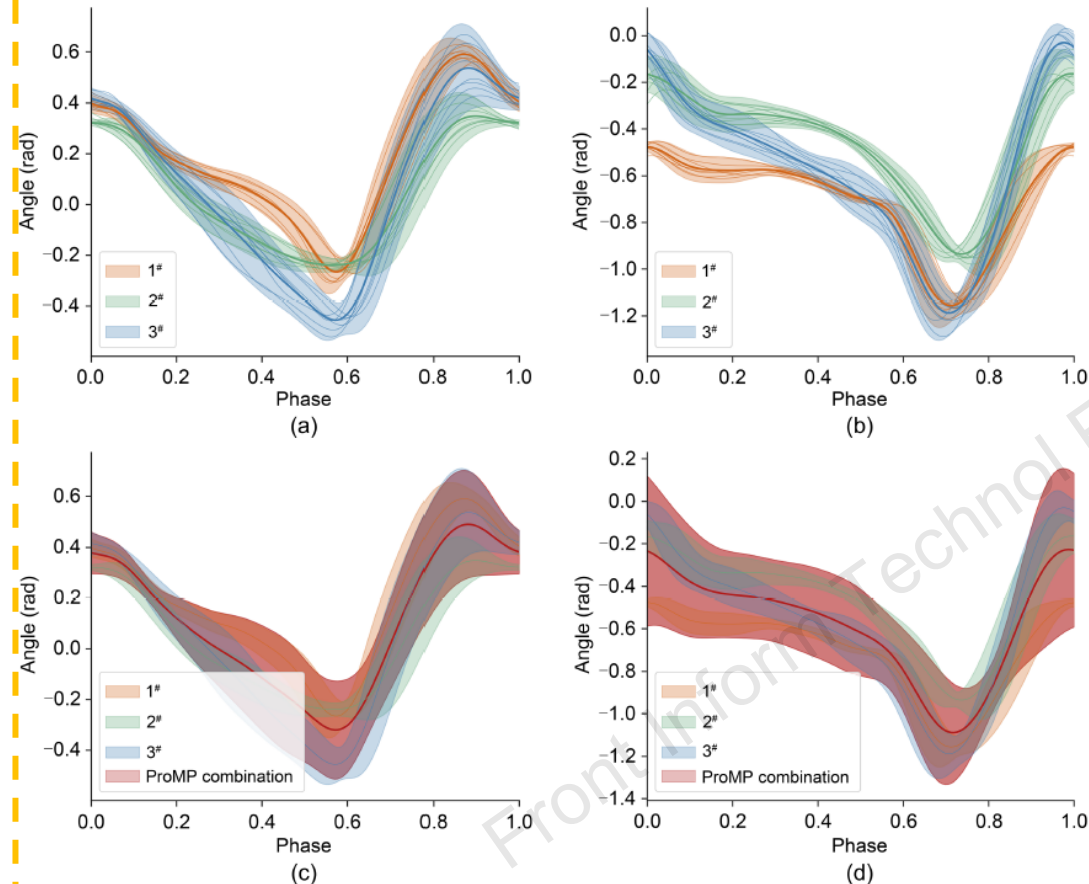 0.6
0.4
0.2
0.0
−0.2
−0.4
Angle (rad)
1#
2#
3#
0.0 0.2 0.4 0.6 0.8 1.0
Phase
(a)
0.0
−0.2
−0.4
−0.6
−0.8
−1.0
−1.2
Angle (rad)
1#
2#
3#
0.0 0.2 0.4 0.6 0.8 1.0
Phase
(b)
0.6
0.4
0.2
0.0
−0.2
−0.4
Angle (rad)
1#
2#
3#
ProMP combination
0.0 0.2 0.4 0.6 0.8 1.0
Phase
(c)
0.2
0.0
−0.2
−0.4
−0.6
−0.8
−1.0
−1.2
−1.4
Angle (rad)
1#
2#
3#
ProMP combination
0.0 0.2 0.4 0.6 0.8 1.0
Phase
(d)
Front Inform Technol